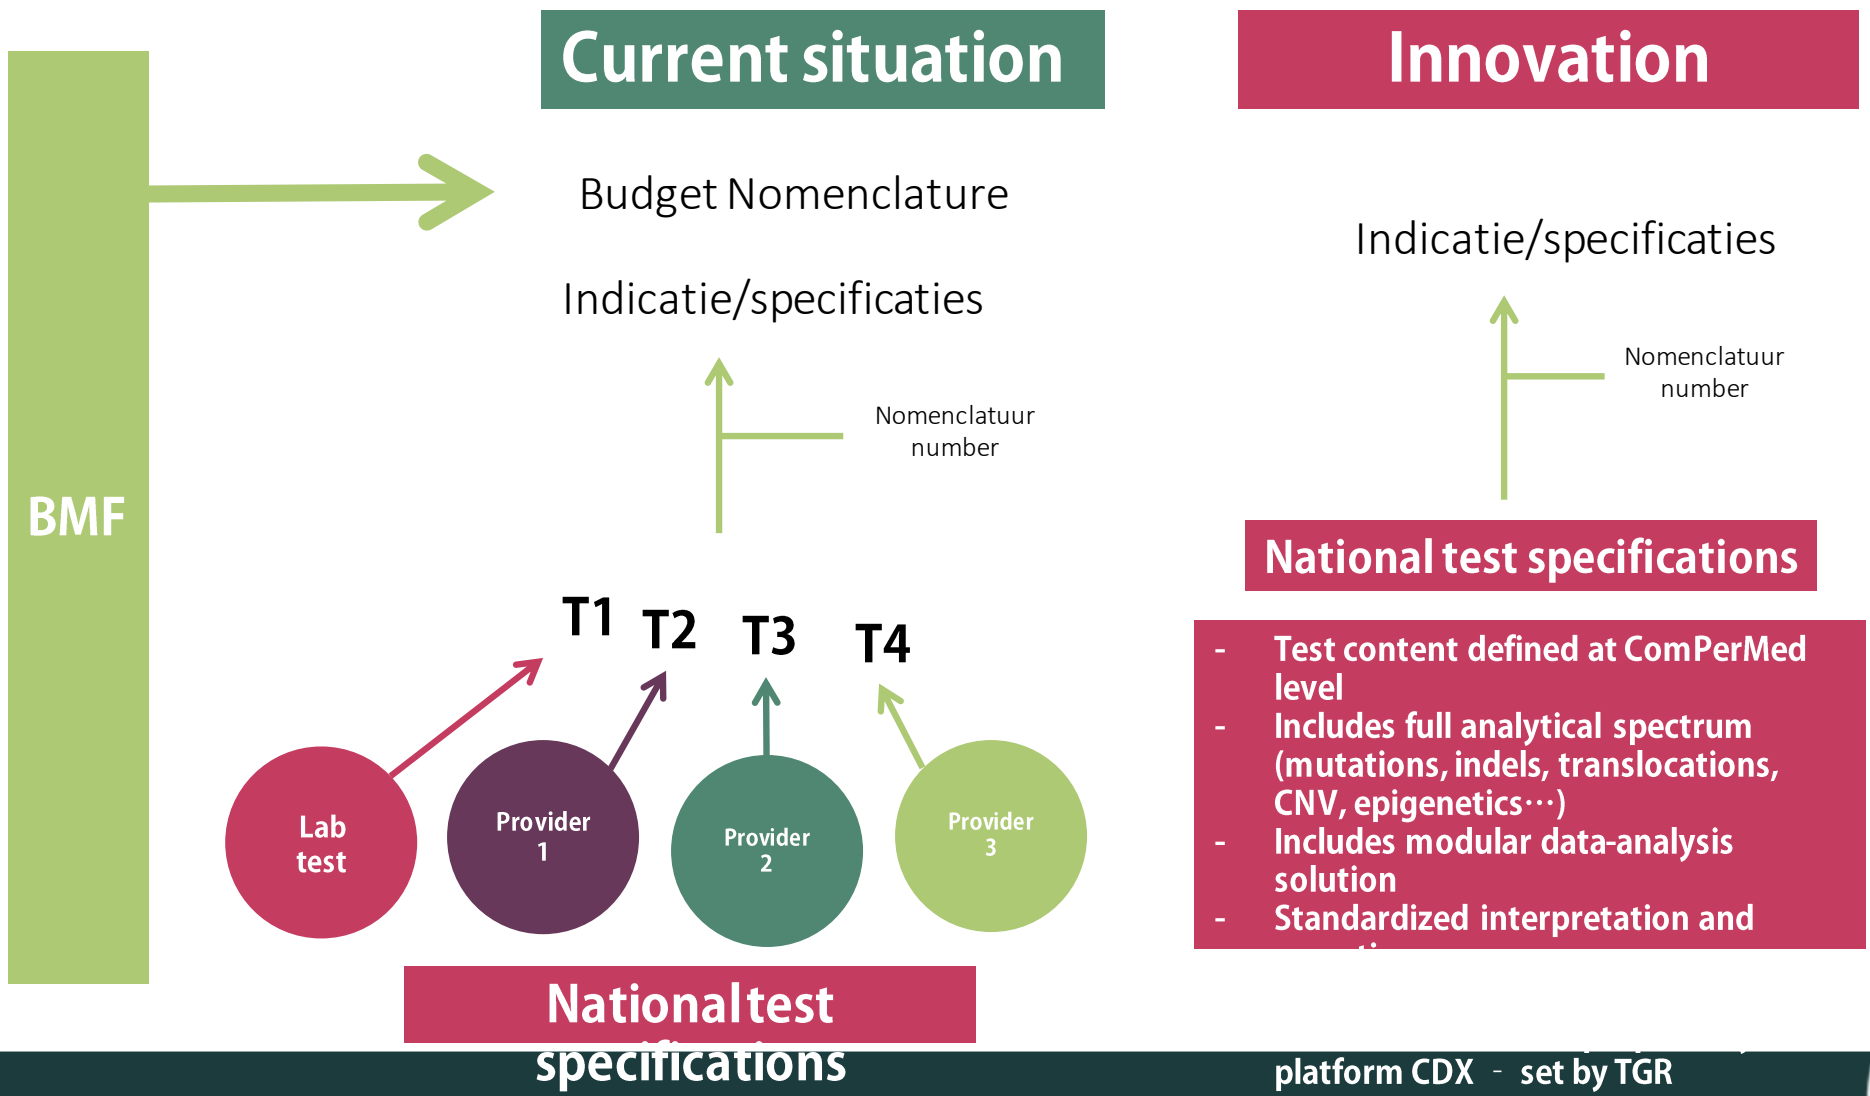 Current situation
Innovation
BMF
Budget Nomenclature
Indicatie/specificaties
Nomenclatuur
number
T1
T2
T3
T4
Lab
test
Provider
1
Provider
2
Provider
3
National test
specifications
Indicatie/specificaties
Nomenclatuur
number
National test specifications
- Test content defined at ComPerMed
level
- Includes full analytical spectrum
(mutations, indels, translocations,
CNV, epigenetics…)
- Includes modular data-analysis
solution
- Standardized interpretation and
platform CDX - set by TGR